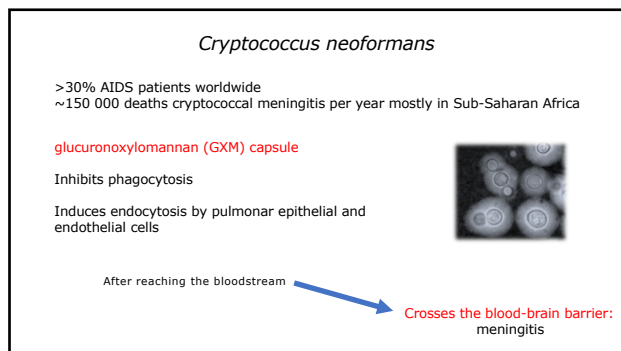 Cryptococcus neoformans
>30% AIDS patients worldwide
~150 000 deaths cryptococcal meningitis per year mostly in Sub-Saharan Africa
glucuronoxylomannan (GXM) capsule
Inhibits phagocytosis
Induces endocytosis by pulmonar epithelial and
endothelial cells
After reaching the bloodstream
Crosses the blood-brain barrier:
meningitis